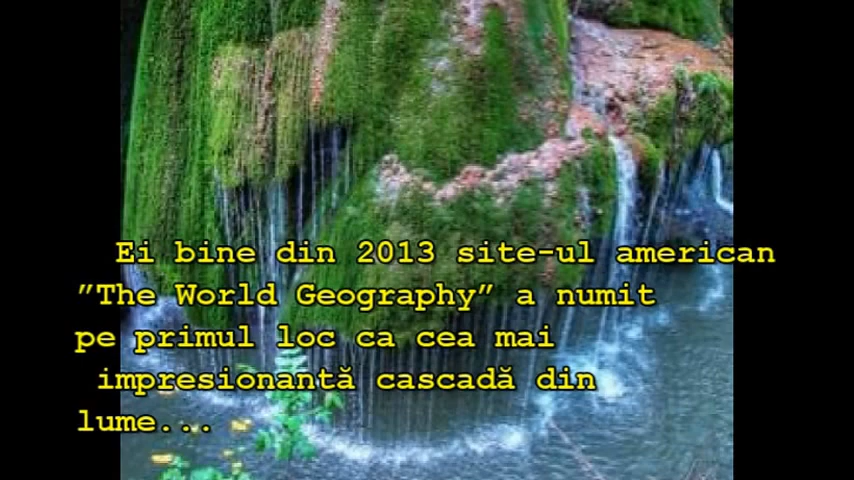 Ei bine din 2013 site-ul american
”The World Geography” a numit
pe primul loc ca cea mai
impresionantă cascadă din
lume...